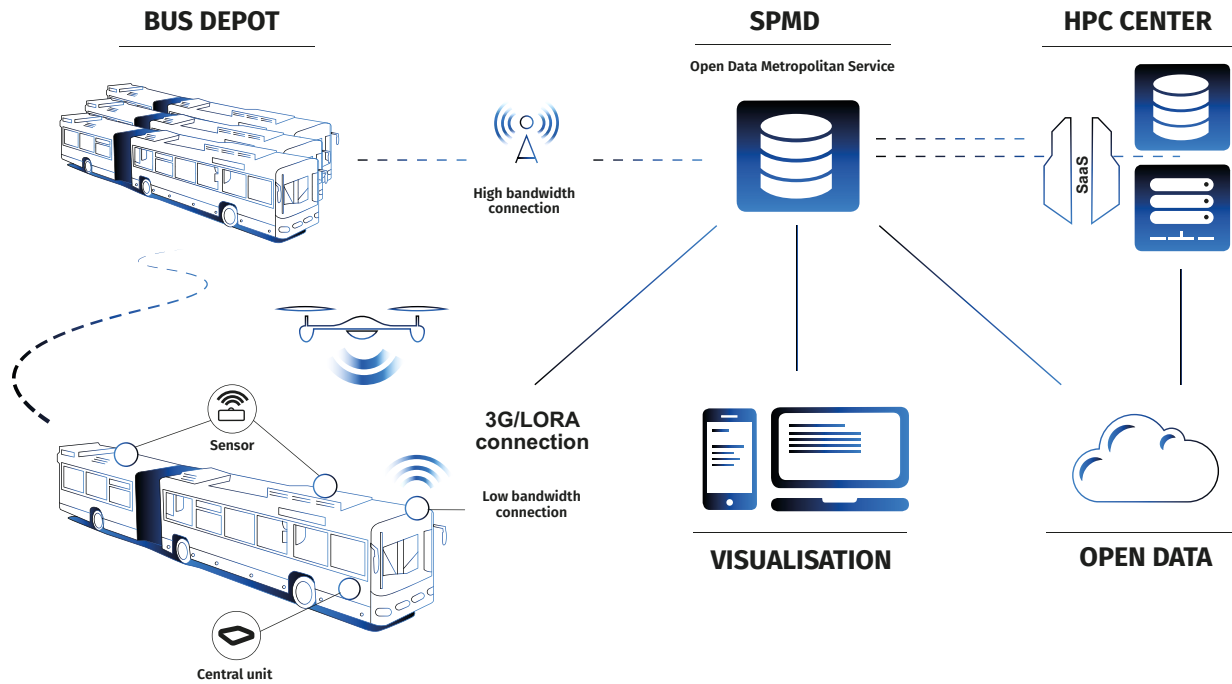 BUS DEPOT
SPMD
HPC CENTER
Open Data Metropolitan Service
High bandwidth
connection
SaaS
Sensor
3G/LORA
connection
Low bandwidth
connection
Central unit
VISUALISATION
OPEN DATA